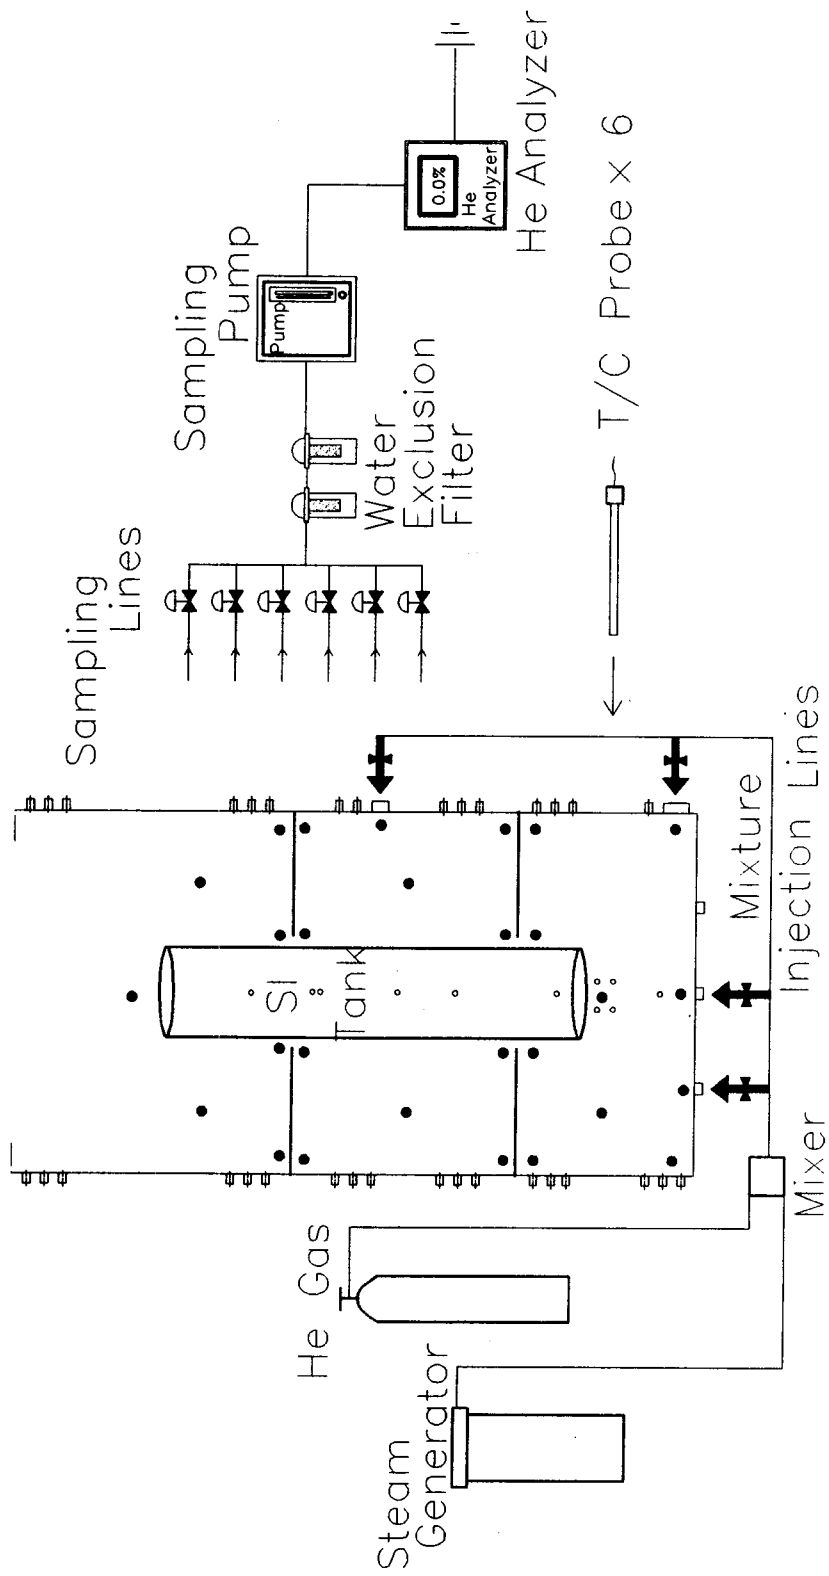 Steam
Generator
He Gas
Mixer
SI
Tank
Mixture
Injection Lines
Sampling
Lines
Water
Exclusion
Filter
Sampling
Pump
Pump
0.0%
He
Analyzer
He Analyzer
T/C Probe × 6